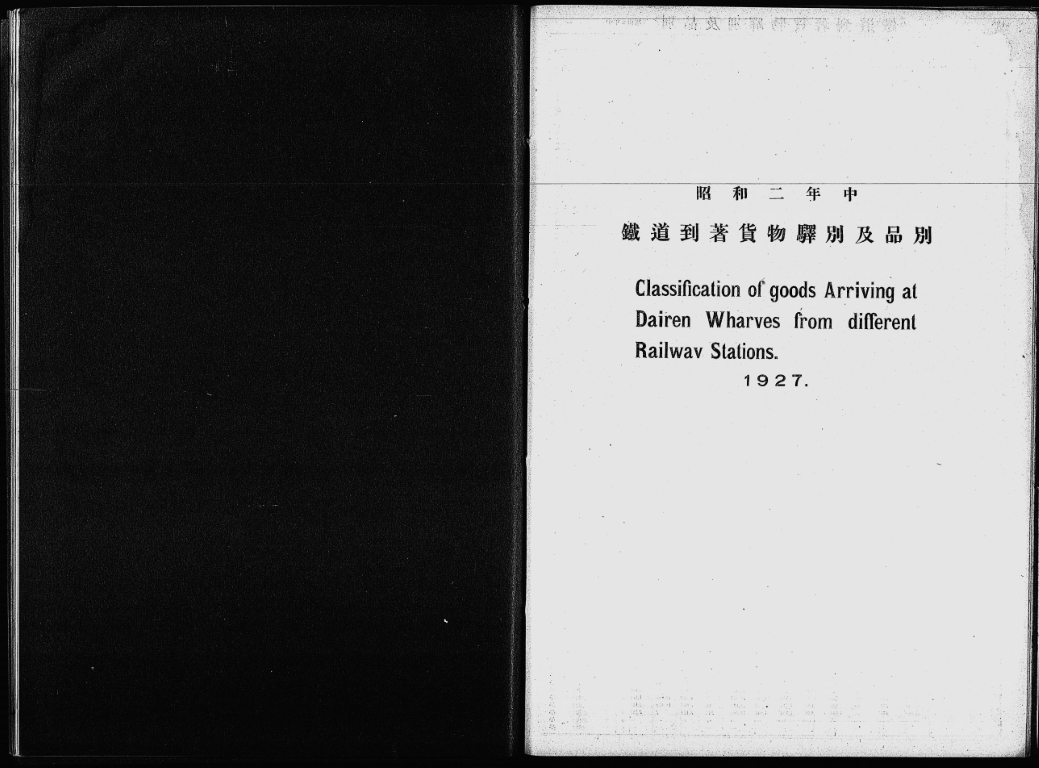 昭和二年中
鐵道到著貨物驛別及品別
Classification of goods Arriving at
Dairen Wharves from different
Railway Stations.
1927.